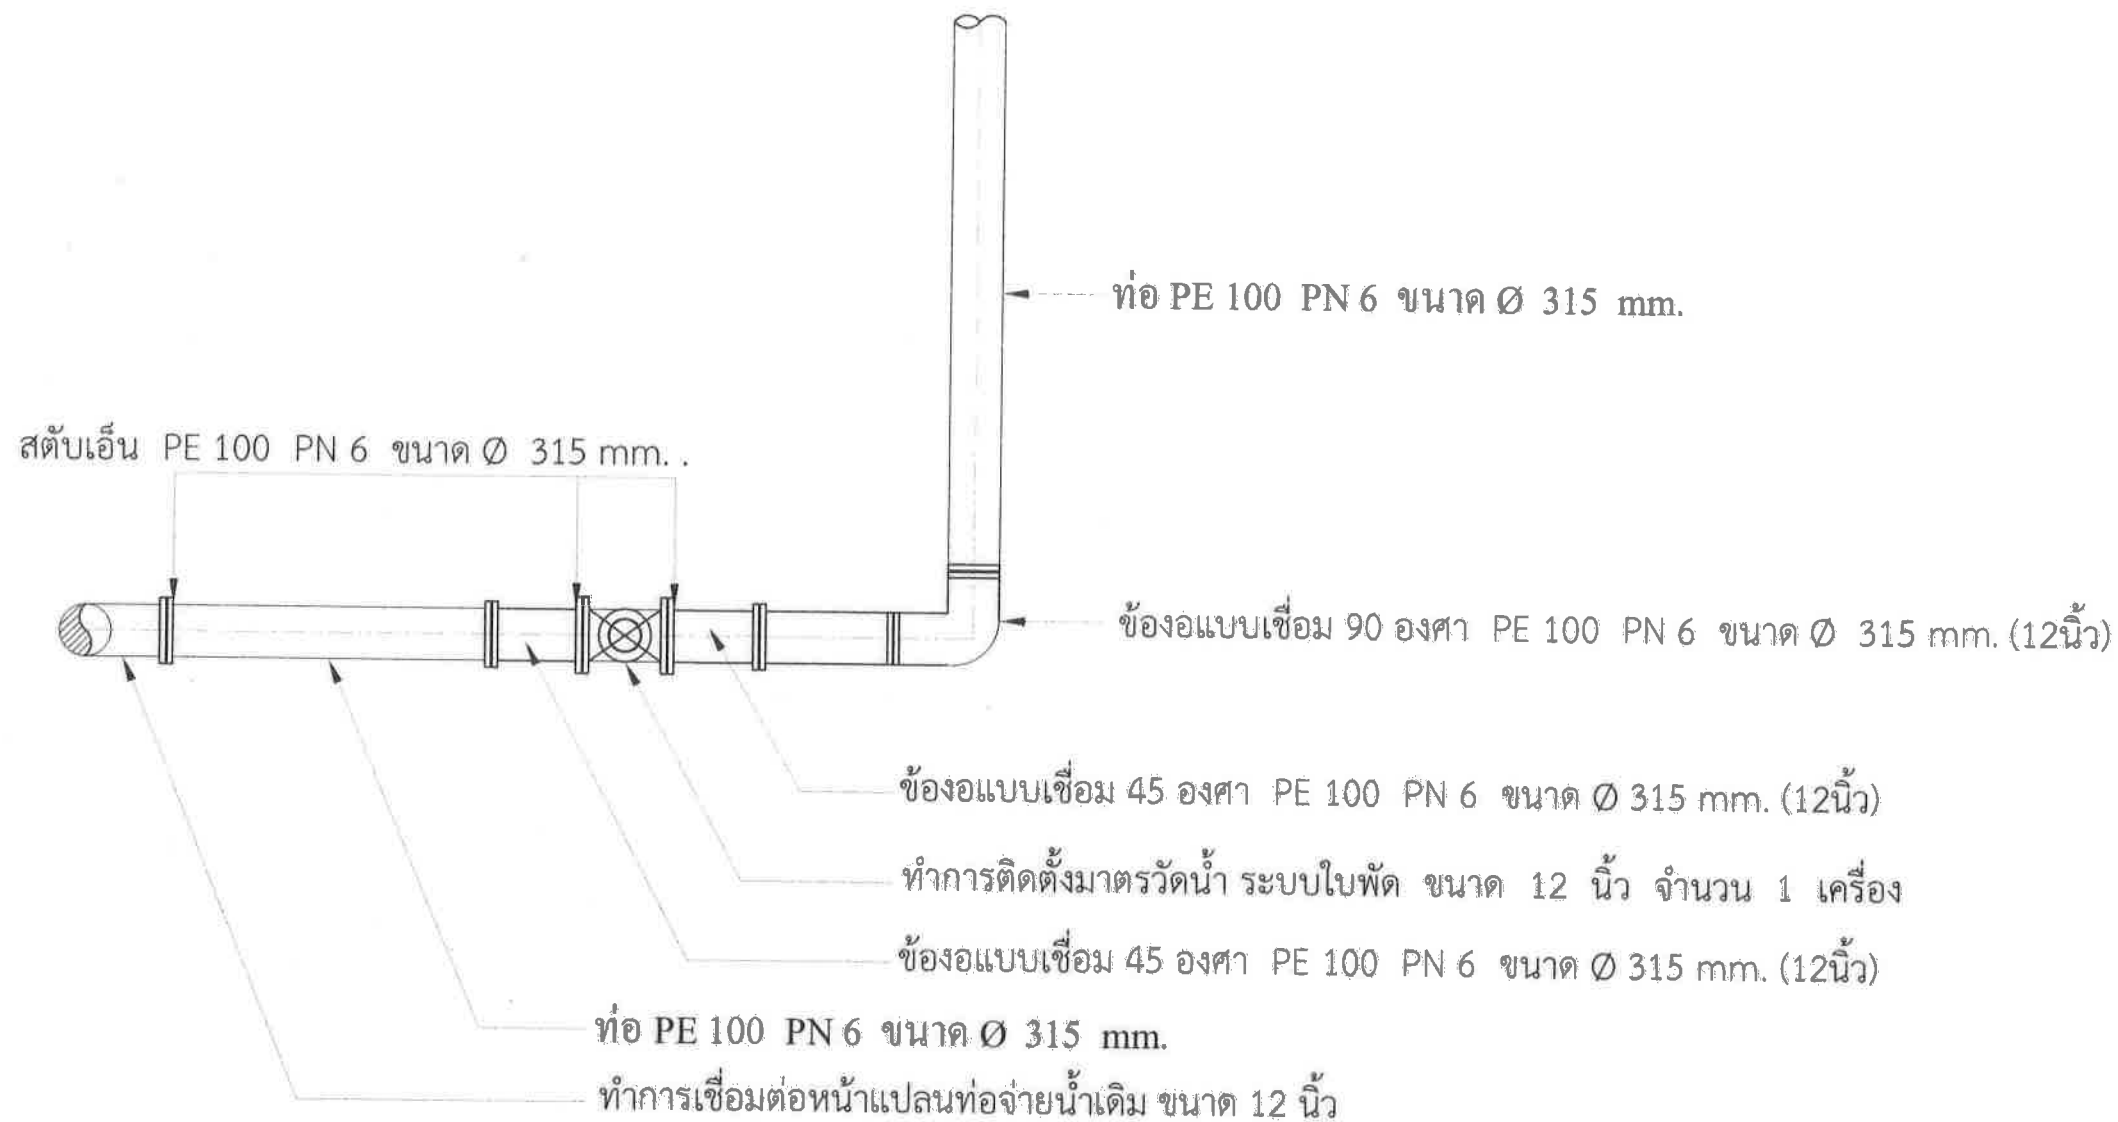 ท่อ PE 100 PN 6 ขนาด Ø 315 mm.
สตับเอ็น PE 100 PN 6 ขนาด Ø 315 mm. .
ข้องอแบบเชื่อม 90 องศา PE 100 PN 6 ขนาด Ø 315 mm. (12นิ้ว)
ข้องอแบบเชื่อม 45 องศา PE 100 PN 6 ขนาด Ø 315 mm. (12นิ้ว)
ทำการติดตั้งมาตรวัดน้ำ ระบบใบพัด ขนาด 12 นิ้ว จำนวน 1 เครื่อง
ข้องอแบบเชื่อม 45 องศา PE 100 PN 6 ขนาด Ø 315 mm. (12นิ้ว)
ท่อ PE 100 PN 6 ขนาด Ø 315 mm.
ทำการเชื่อมต่อหน้าแปลนท่อจ่ายน้ำเดิม ขนาด 12 นิ้ว